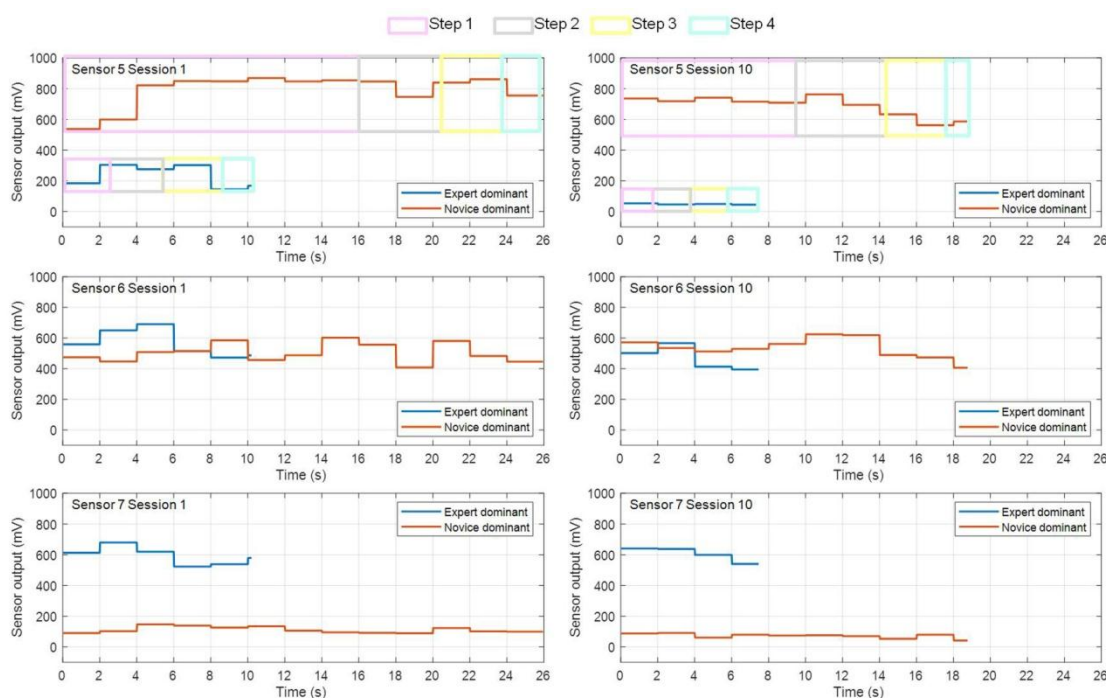 Step 1 Step 2 Step 3 Step 4
Sensor 5 Session 1
Sensor output (mV)
1000
800
600
400
200
0
Expert dominant
Novice dominant
0 2 4 6 8 10 12 14 16 18 20 22 24 26
Time (s)
Sensor 5 Session 10
Sensor output (mV)
1000
800
600
400
200
0
Expert dominant
Novice dominant
0 2 4 6 8 10 12 14 16 18 20 22 24 26
Time (s)
Sensor 6 Session 1
Sensor output (mV)
1000
800
600
400
200
0
Expert dominant
Novice dominant
0 2 4 6 8 10 12 14 16 18 20 22 24 26
Time (s)
Sensor 6 Session 10
Sensor output (mV)
1000
800
600
400
200
0
Expert dominant
Novice dominant
0 2 4 6 8 10 12 14 16 18 20 22 24 26
Time (s)
Sensor 7 Session 1
Sensor output (mV)
1000
800
600
400
200
0
Expert dominant
Novice dominant
0 2 4 6 8 10 12 14 16 18 20 22 24 26
Time (s)
Sensor 7 Session 10
Sensor output (mV)
1000
800
600
400
200
0
Expert dominant
Novice dominant
0 2 4 6 8 10 12 14 16 18 20 22 24 26
Time (s)